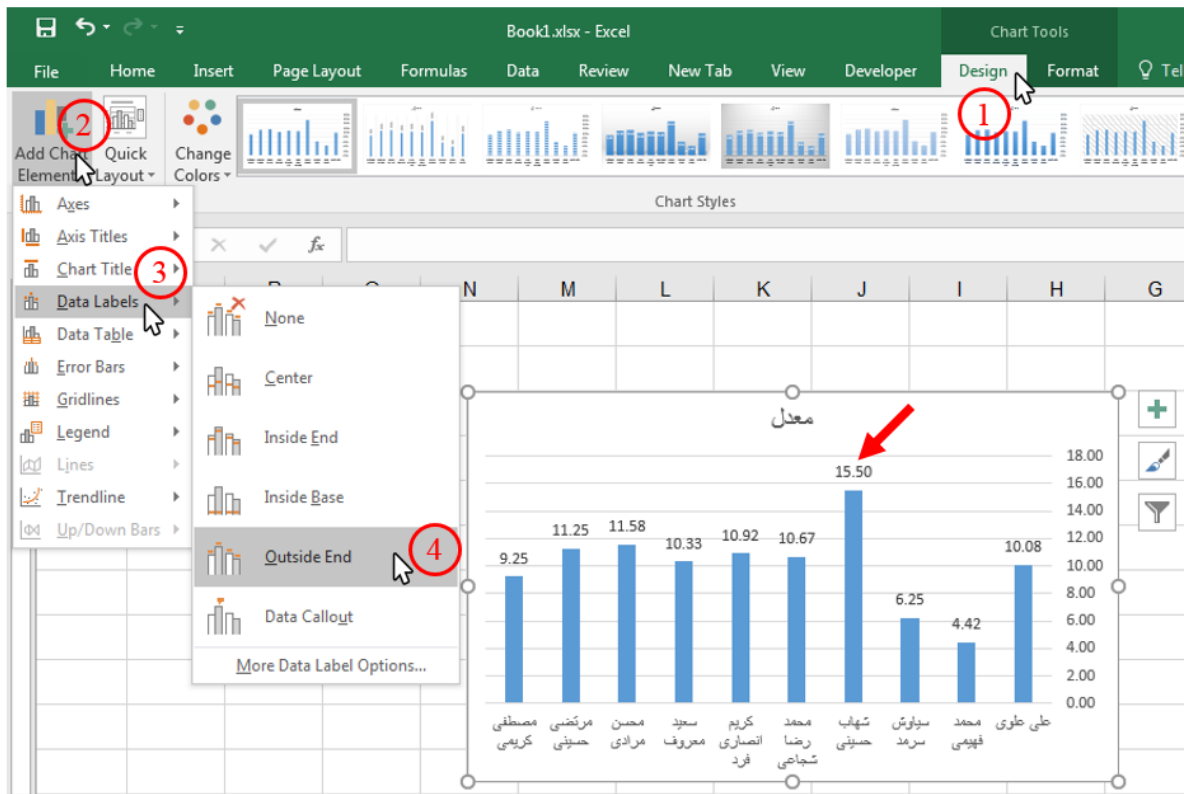 Book1.xlsx - Excel
Chart Tools
File Home Insert Page Layout Formulas Data Review New Tab View Developer Design Format Tel
1
2
Add Chart Element
Quick Layout
Change Colors
Chart Styles
Axes
Axis Titles
Chart Title
3
Data Labels
Data Table
Error Bars
Gridlines
Legend
Lines
Trendline
Up/Down Bars
fx
None
Center
Inside End
Inside Base
Outside End
4
Data Callout
More Data Label Options...
N M L K J I H G
معدل
18.00
16.00
14.00
12.00
10.00
8.00
6.00
4.00
2.00
0.00
9.25
11.25
11.58
10.33
10.92
10.67
15.50
6.25
4.42
10.08
علی علوی
محمد فهیمی
سیاوش سرمد
شهاب حسینی
محمد رضا شجاعی
کریم انصاری فرد
سعید معروف
محسن مرادی
مرتضی حسینی
مصطفی کریمی